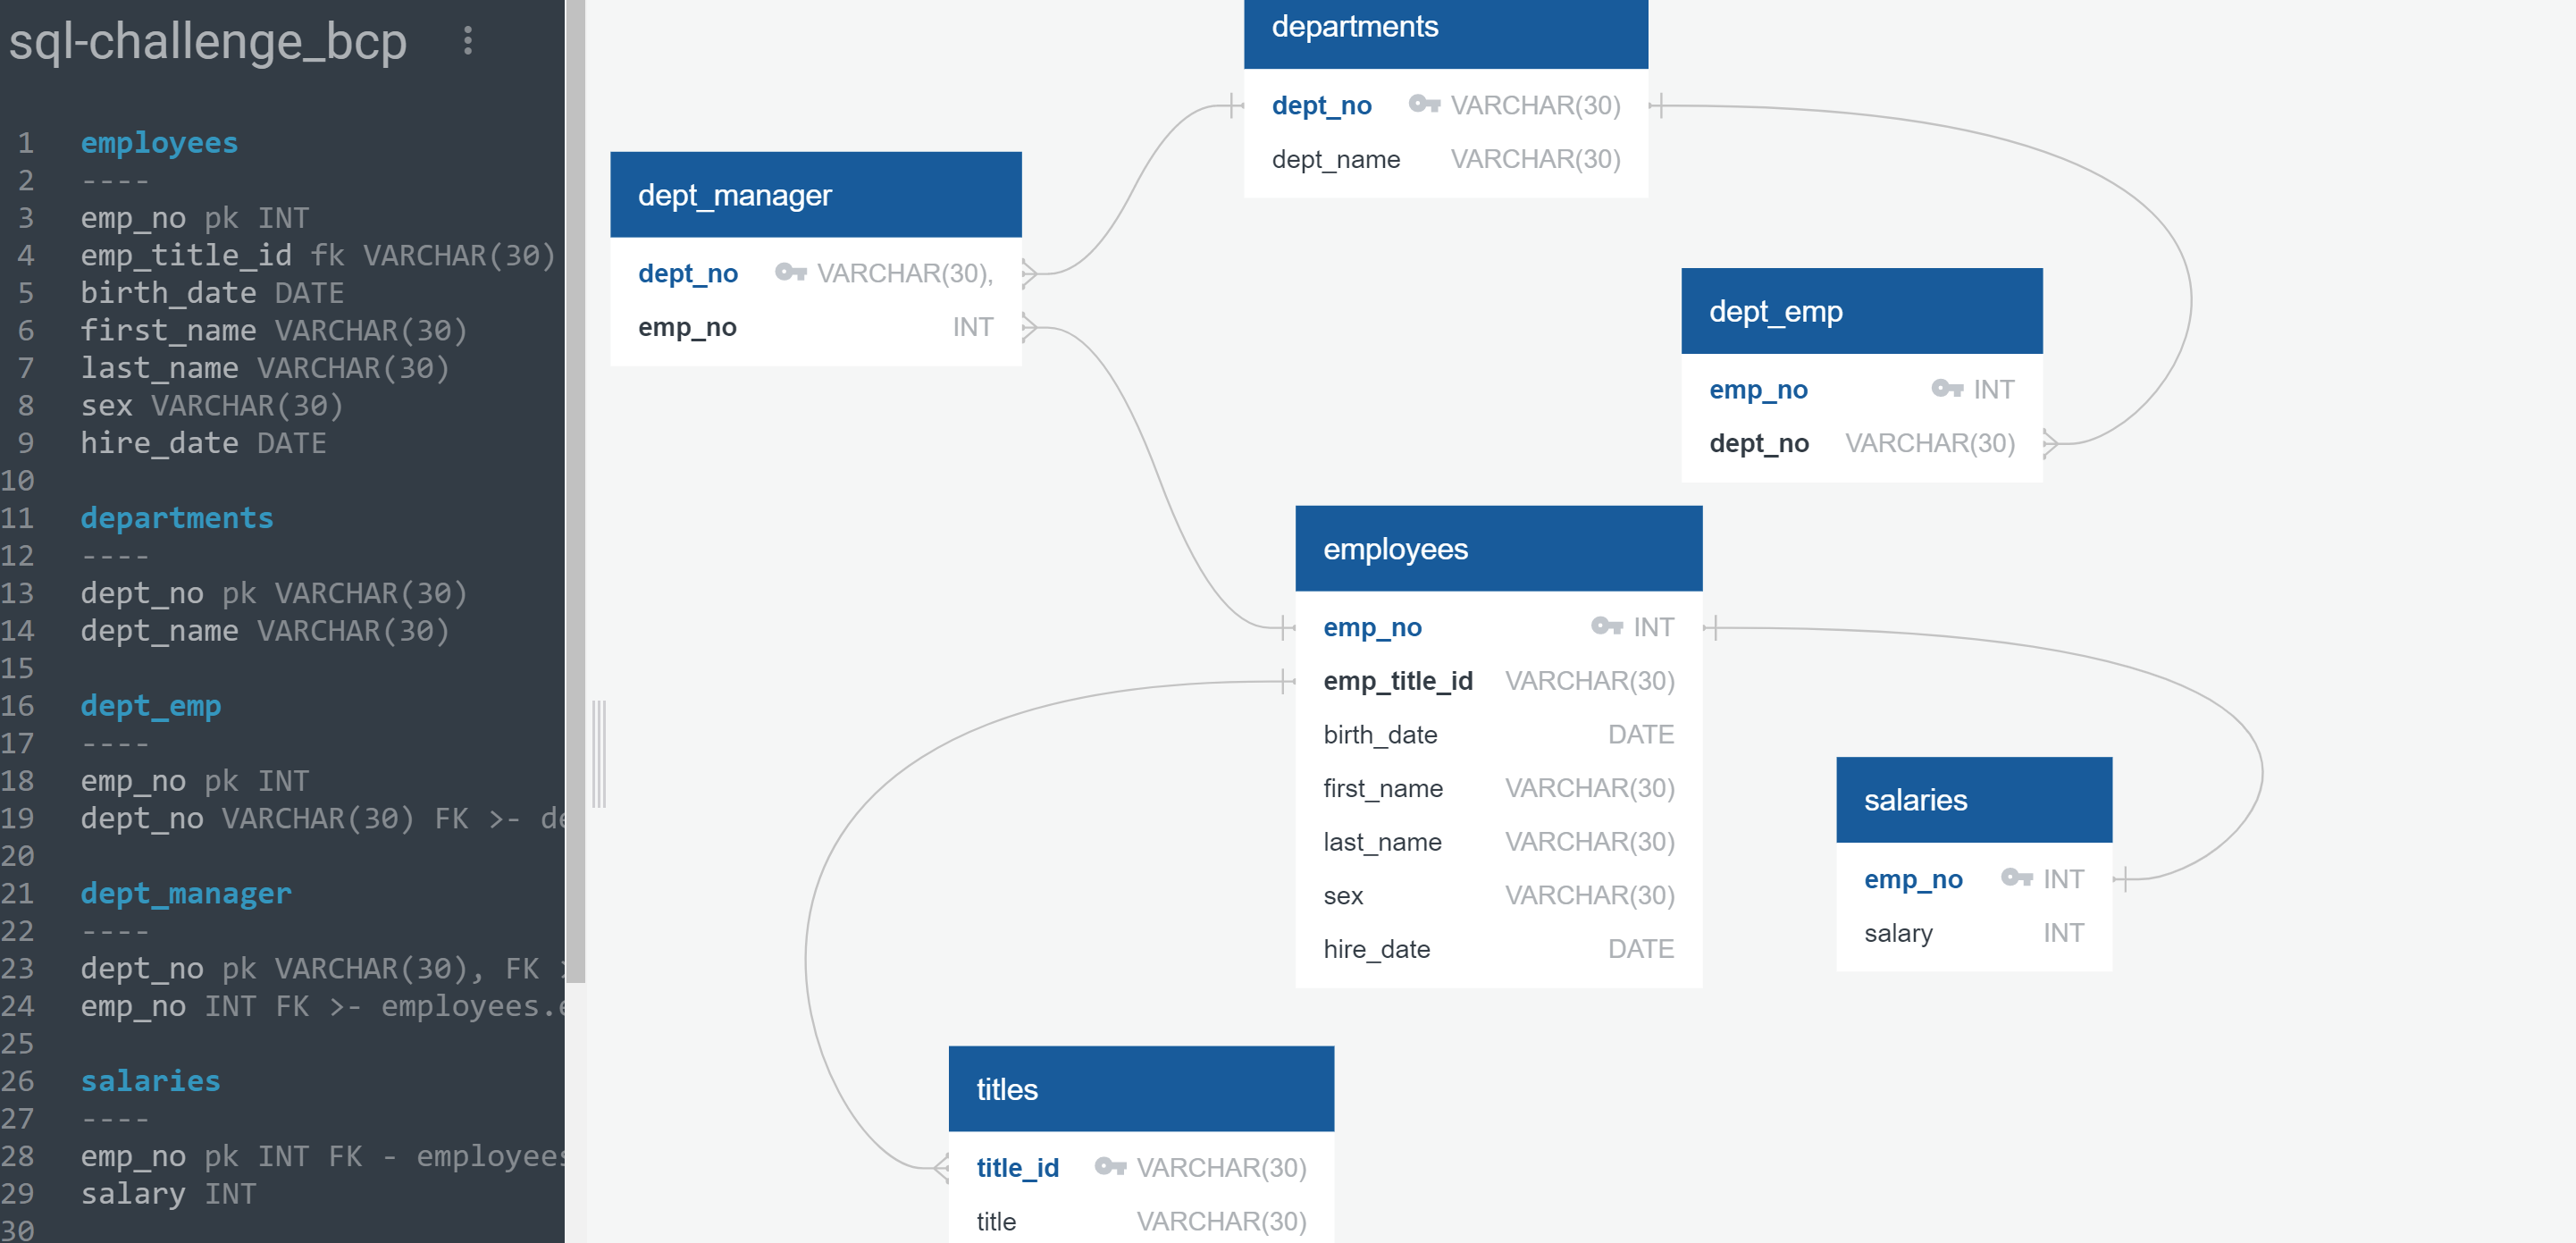 sql-challenge_bcp
1 employees
2 ----
3 emp_no pk INT
4 emp_title_id fk VARCHAR(30)
5 birth_date DATE
6 first_name VARCHAR(30)
7 last_name VARCHAR(30)
8 sex VARCHAR(30)
9 hire_date DATE
10
11 departments
12 ----
13 dept_no pk VARCHAR(30)
14 dept_name VARCHAR(30)
15
16 dept_emp
17 ----
18 emp_no pk INT
19 dept_no VARCHAR(30) FK >- de
20
21 dept_manager
22 ----
23 dept_no pk VARCHAR(30), FK >
24 emp_no INT FK >- employees.e
25
26 salaries
27 ----
28 emp_no pk INT FK - employees
29 salary INT
30
departments
dept_no VARCHAR(30)
dept_name VARCHAR(30)
dept_manager
dept_no VARCHAR(30),
emp_no INT
dept_emp
emp_no INT
dept_no VARCHAR(30)
employees
emp_no INT
emp_title_id VARCHAR(30)
birth_date DATE
first_name VARCHAR(30)
last_name VARCHAR(30)
sex VARCHAR(30)
hire_date DATE
salaries
emp_no INT
salary INT
titles
title_id VARCHAR(30)
title VARCHAR(30)